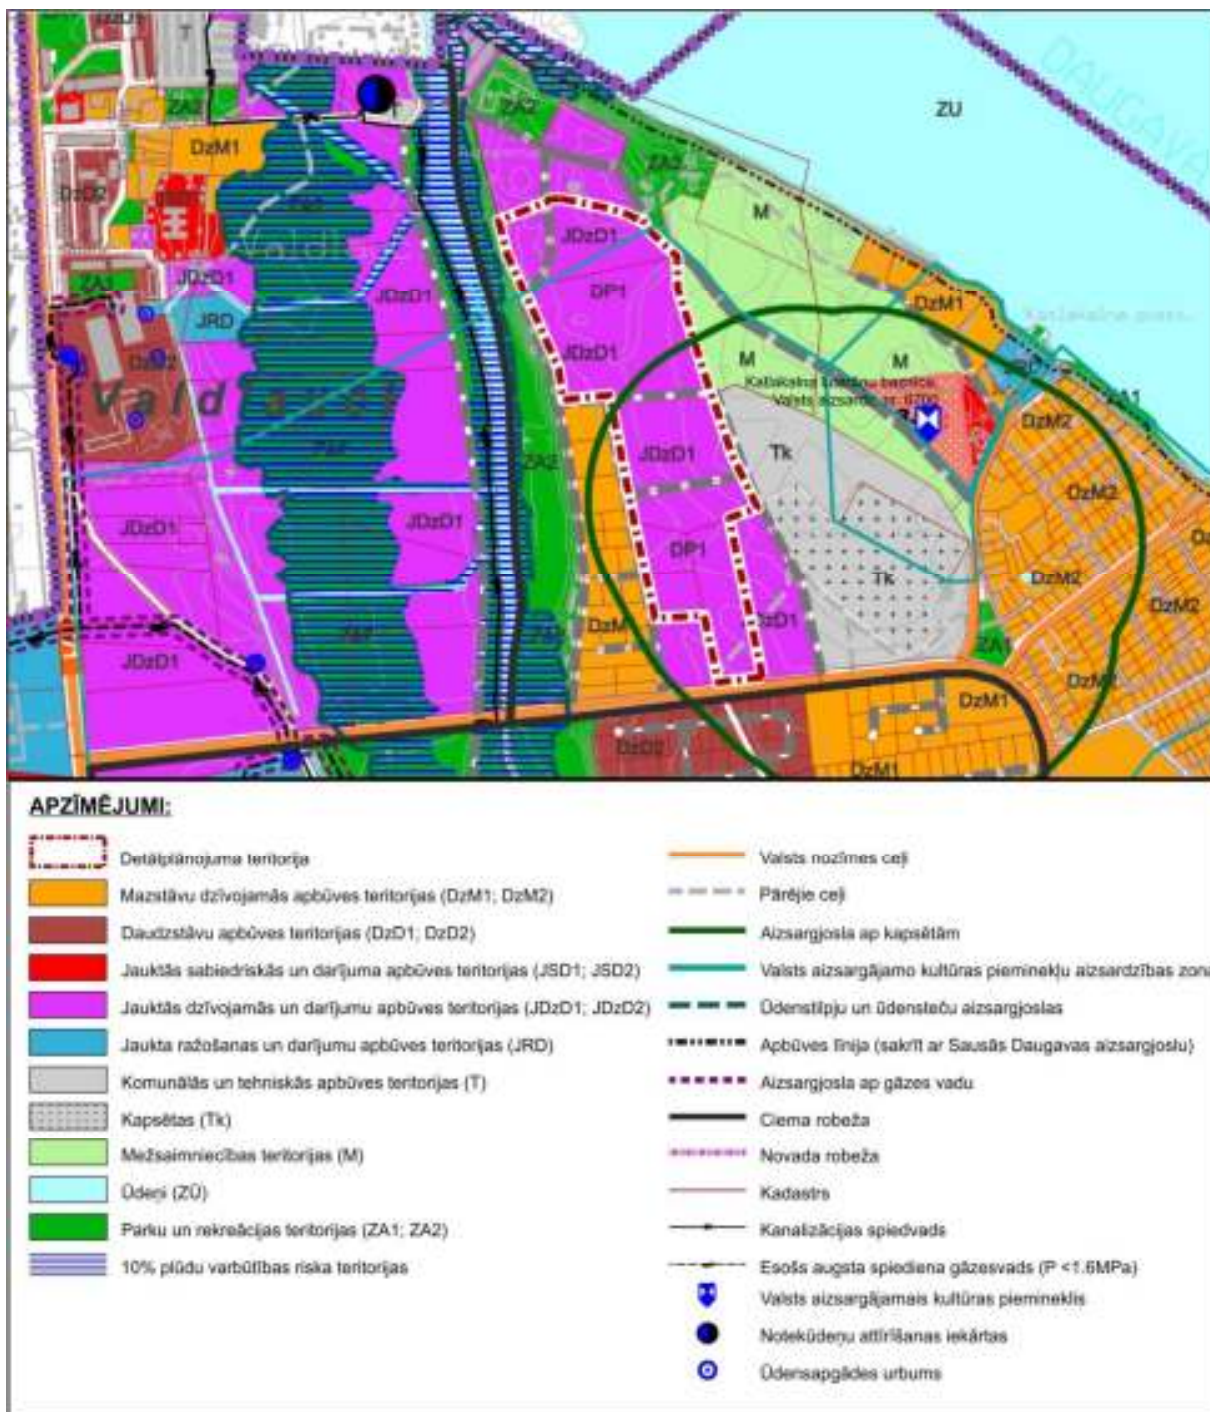 DzD1
T
ZA2
DzM1
DzD2
ZA1
JDzD1
JRD
DzM2
Valdlauči
JDzD1
JDzD1
JDzD1
JDzD1
ZA2
ZA2
ZA2
JDzD1
DP1
JDzD1
JDzD1
DP1
DzM
ZU
DAUGAVA
M
M
M
DzM1
Valsts aizsardz. nr. 6700
Tk
Tk
ZA1
DzM2
DzM2
DzM2
DzM2
ZA1
DzM1
DzD2
DzM1
APZĪMĒJUMI:
Detālplānojuma teritorija
Mazstāvu dzīvojamās apbūves teritorijas (DzM1; DzM2)
Daudzstāvu apbūves teritorijas (DzD1; DzD2)
Jauktās sabiedriskās un darījuma apbūves teritorijas (JSD1; JSD2)
Jauktās dzīvojamās un darījumu apbūves teritorijas (JDzD1; JDzD2)
Jaukta ražošanas un darījumu apbūves teritorijas (JRD)
Komunālās un tehniskās apbūves teritorijas (T)
Kapsētas (Tk)
Mežsaimniecības teritorijas (M)
Ūdeņi (ZŪ)
Parku un rekreācijas teritorijas (ZA1; ZA2)
10% plūdu varbūtības riska teritorijas
Valsts nozīmes ceļi
Pārējie ceļi
Aizsargjosla ap kapsētām
Valsts aizsargājamo kultūras pieminekļu aizsardzības zona
Ūdenstilpju un ūdensteču aizsargjoslas
Apbūves līnija (sakrīt ar Sausās Daugavas aizsargjoslu)
Aizsargjosla ap gāzes vadu
Ciema robeža
Novada robeža
Kadastrs
Kanalizācijas spiedvads
Esošs augsta spiediena gāzesvads (P <1.6MPa)
Valsts aizsargājamais kultūras piemineklis
Notekūdeņu attīrīšanas iekārtas
Ūdensapgādes urbums